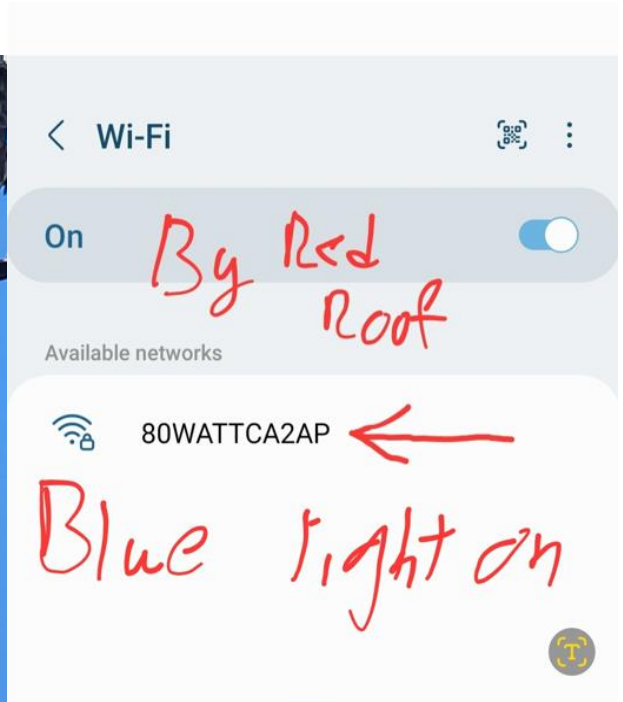 Wi-Fi
On
By Red
Roof
Available networks
80WATTCA2AP
Blue light on
T